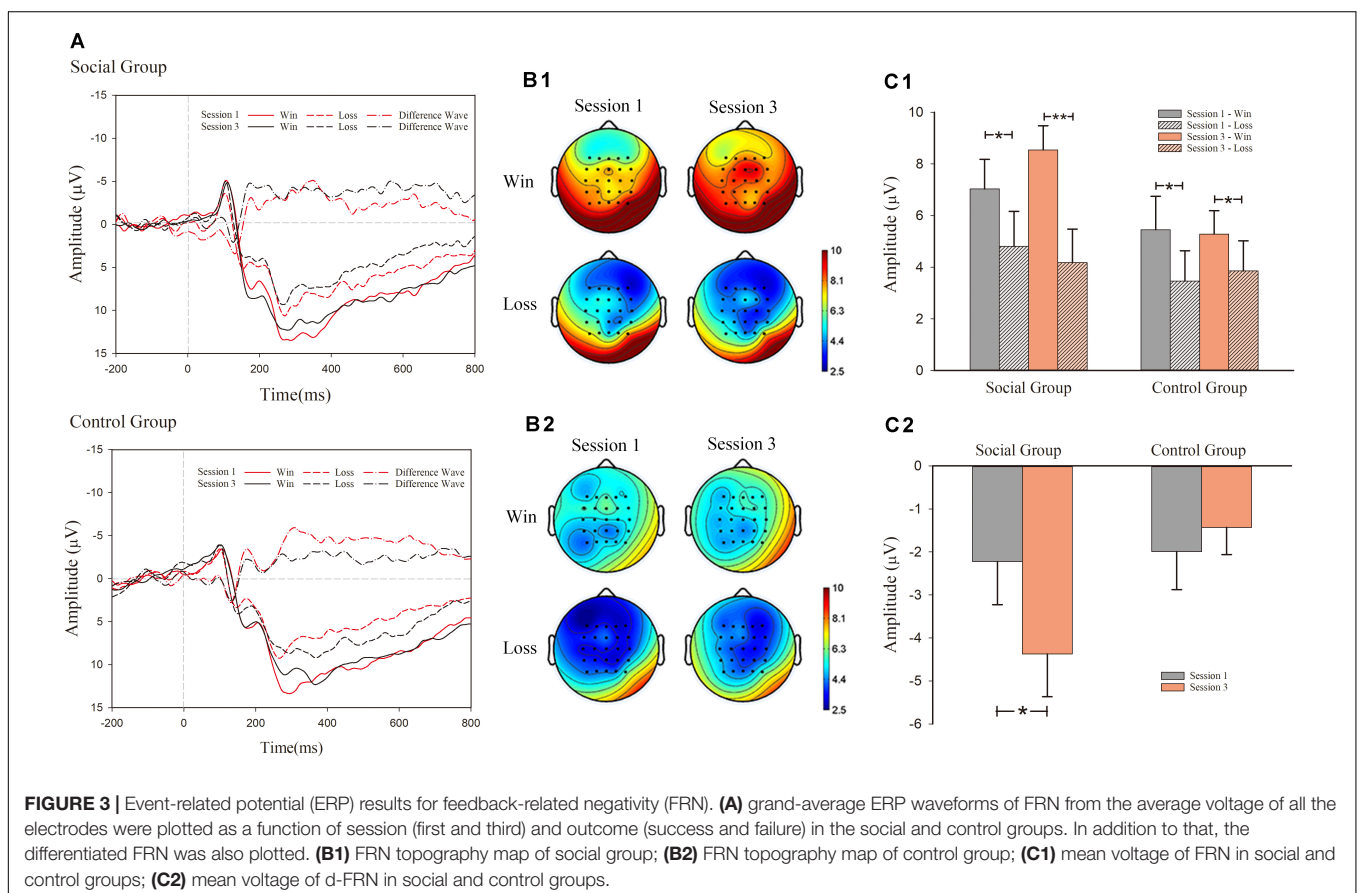 A
Social Group
-15
-10
-5
0
5
10
15
Amplitude (µV)
Session 1 Win Loss Difference Wave
Session 3 Win Loss Difference Wave
-200 0 200 400 600 800
Time(ms)
Control Group
-15
-10
-5
0
5
10
15
Amplitude (µV)
Session 1 Win Loss Difference Wave
Session 3 Win Loss Difference Wave
-200 0 200 400 600 800
Time(ms)
B1
Session 1 Session 3
Win
Loss
10
8.1
6.3
4.4
2.5
B2
Session 1 Session 3
Win
Loss
10
8.1
6.3
4.4
2.5
C1
10
8
6
4
2
0
Amplitude (µV)
Session 1 - Win
Session 1 - Loss
Session 3 - Win
Session 3 - Loss
* ** * *
Social Group Control Group
C2
Social Group Control Group
0
-1
-2
-3
-4
-5
-6
Amplitude (µV)
Session 1
Session 3
*
FIGURE 3 | Event-related potential (ERP) results for feedback-related negativity (FRN). (A) grand-average ERP waveforms of FRN from the average voltage of all the
electrodes were plotted as a function of session (first and third) and outcome (success and failure) in the social and control groups. In addition to that, the
differentiated FRN was also plotted. (B1) FRN topography map of social group; (B2) FRN topography map of control group; (C1) mean voltage of FRN in social and
control groups; (C2) mean voltage of d-FRN in social and control groups.